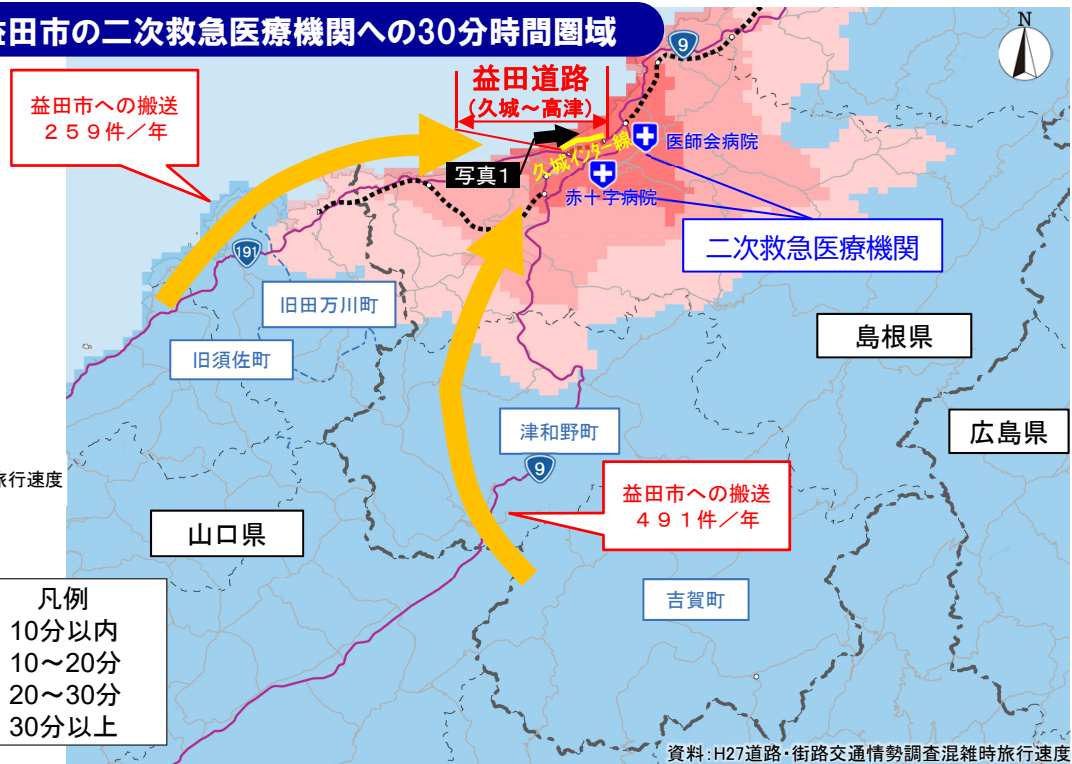 益田市の二次救急医療機関への30分時間圏域
N
9
益田市への搬送
259件/年
益田道路
(久城～高津)
医師会病院
久城インター線
写真1
赤十字病院
二次救急医療機関
191
旧田万川町
旧須佐町
島根県
広島県
津和野町
9
旅行速度
益田市への搬送
491件/年
山口県
吉賀町
凡例
10分以内
10～20分
20～30分
30分以上
資料:H27道路・街路交通情勢調査混雑時旅行速度